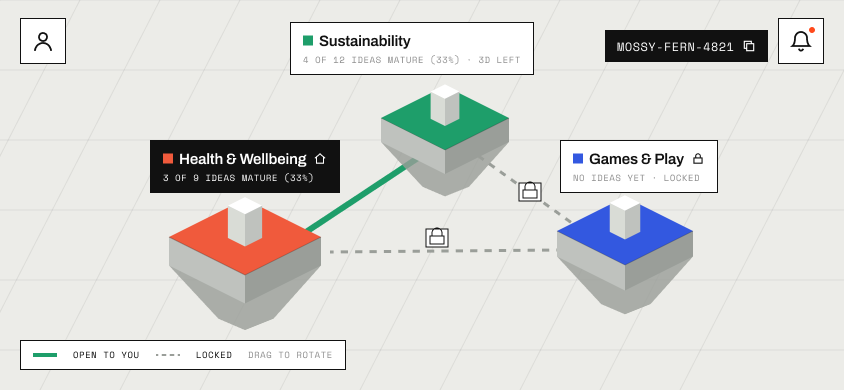 Sustainability
4 OF 12 IDEAS MATURE (33%) · 3D LEFT
MOSSY-FERN-4821
Health & Wellbeing
3 OF 9 IDEAS MATURE (33%)
Games & Play
NO IDEAS YET · LOCKED
OPEN TO YOU
LOCKED
DRAG TO ROTATE